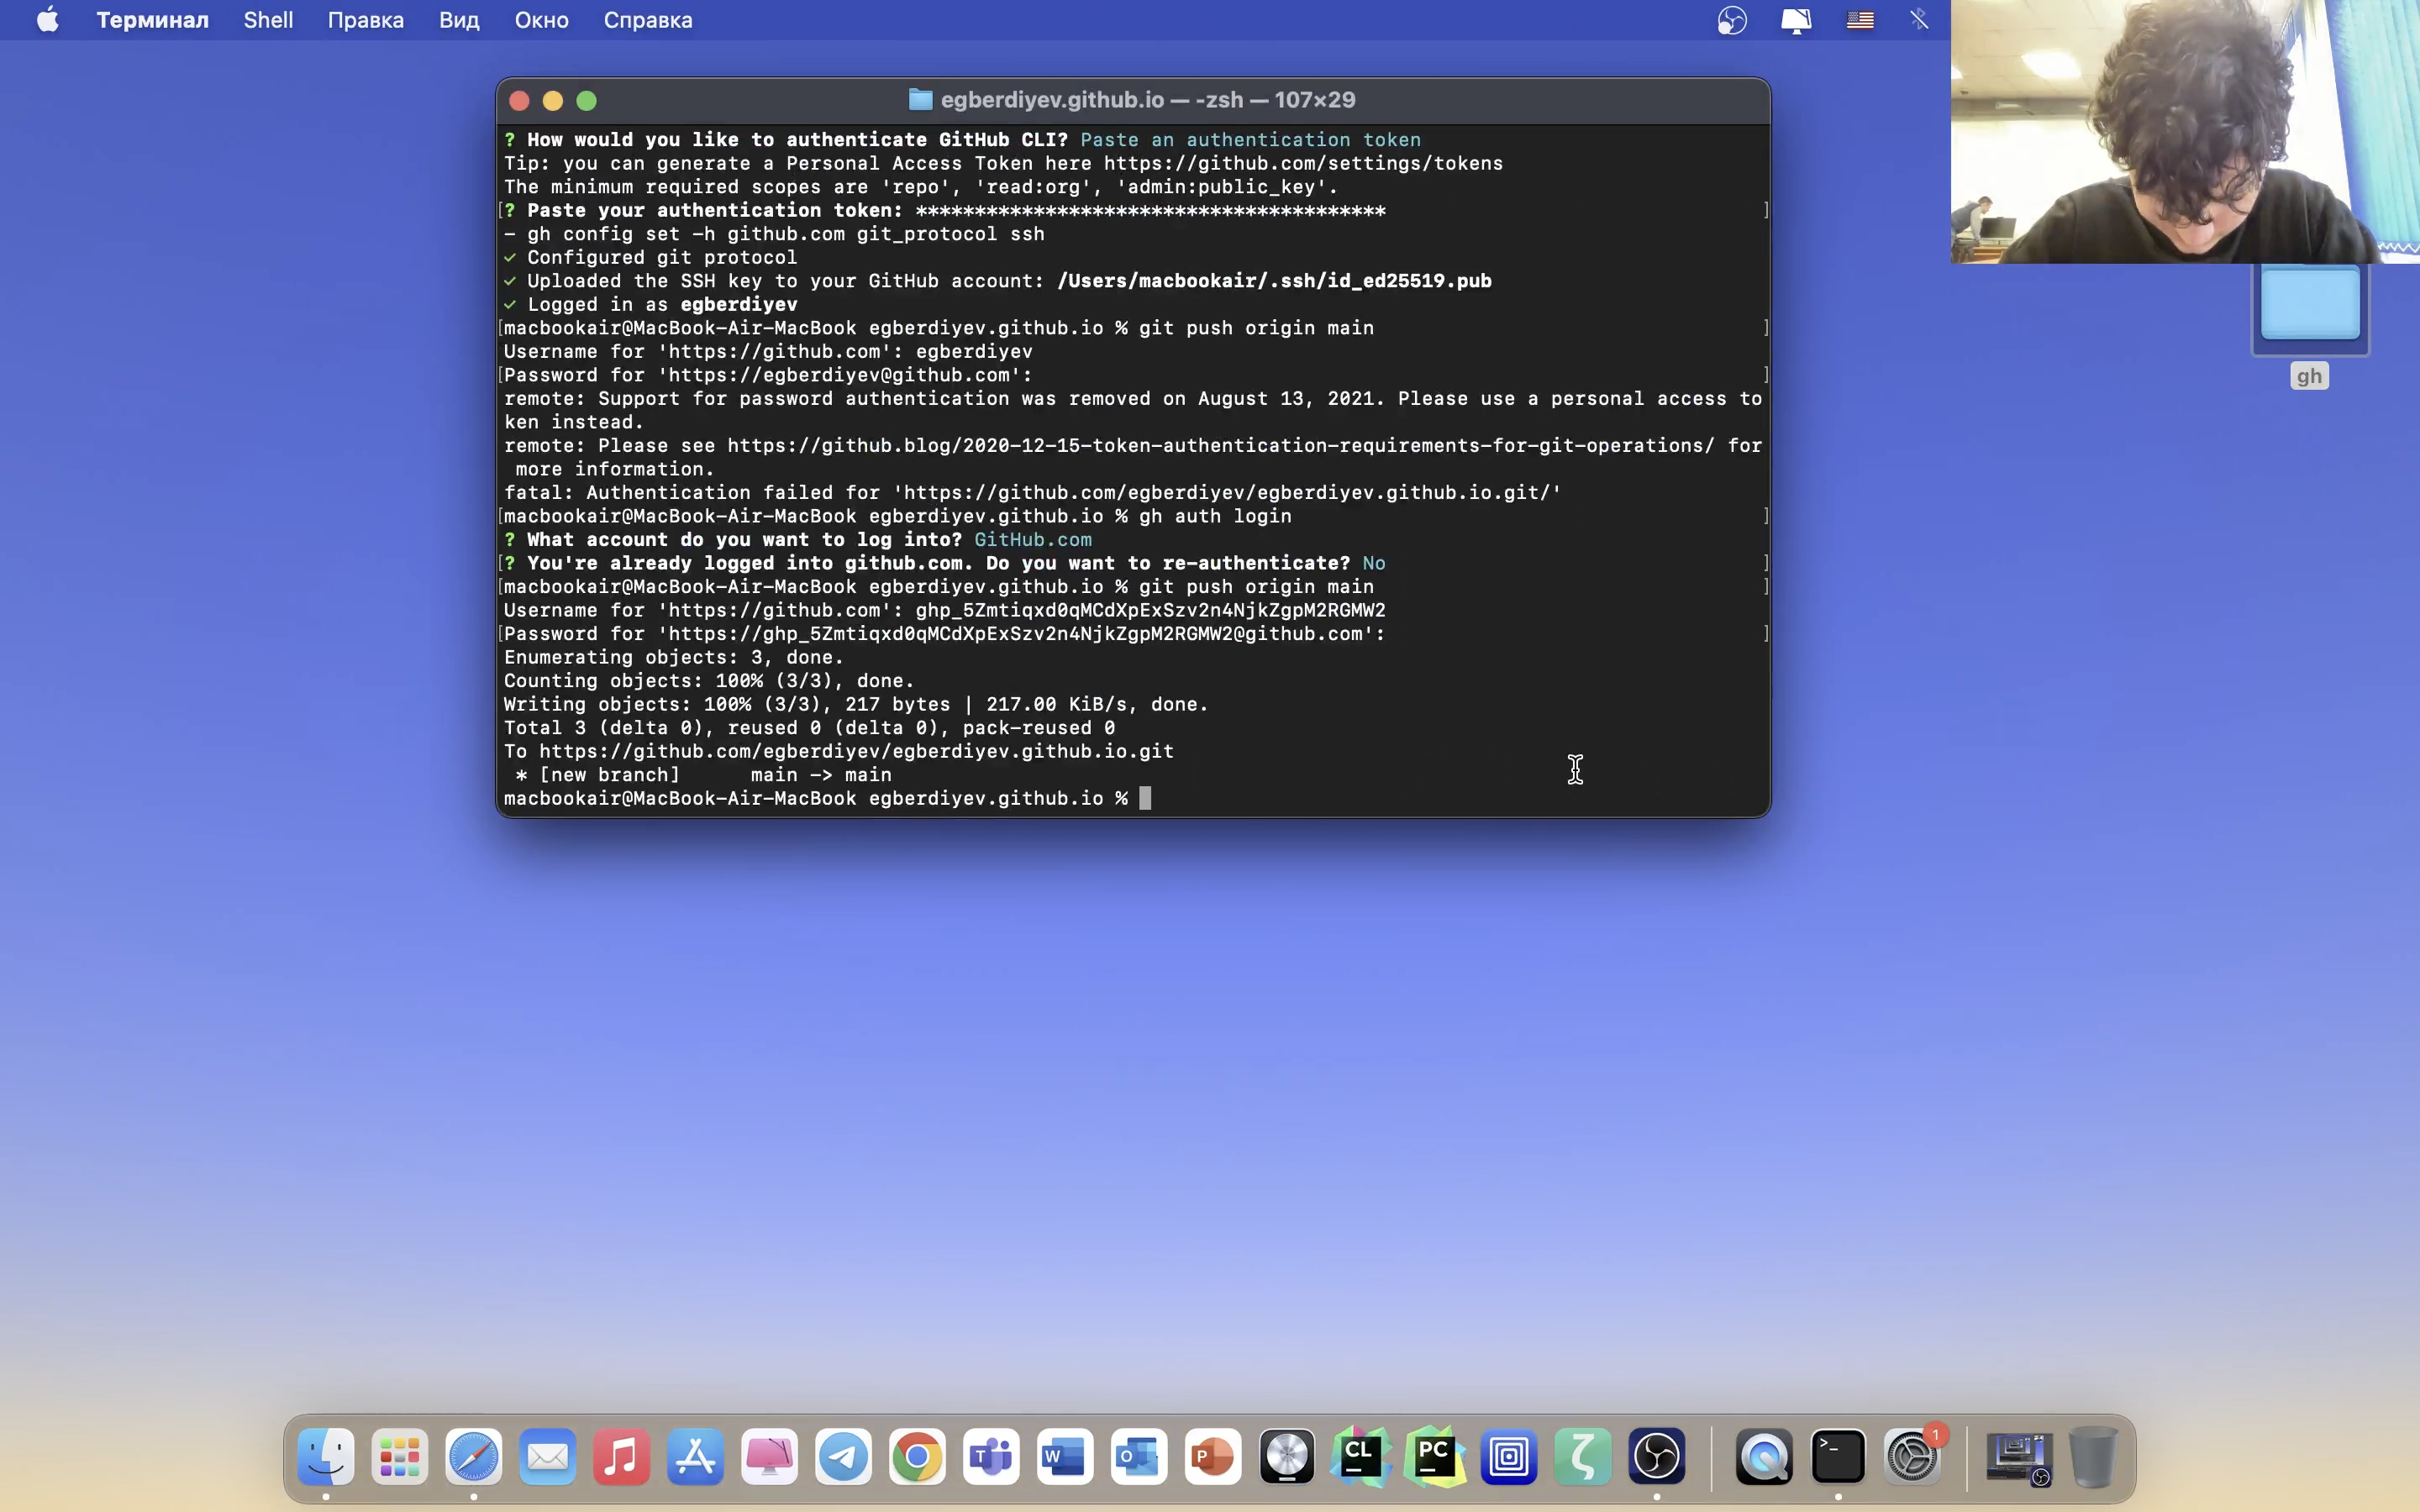 Терминал Shell Правка Вид Окно Справка
egberdiyev.github.io — -zsh — 107×29
? How would you like to authenticate GitHub CLI? Paste an authentication token
Tip: you can generate a Personal Access Token here https://github.com/settings/tokens
The minimum required scopes are 'repo', 'read:org', 'admin:public_key'.
[? Paste your authentication token: **************************************** ]
- gh config set -h github.com git_protocol ssh
✓ Configured git protocol
✓ Uploaded the SSH key to your GitHub account: /Users/macbookair/.ssh/id_ed25519.pub
✓ Logged in as egberdiyev
[macbookair@MacBook-Air-MacBook egberdiyev.github.io % git push origin main ]
Username for 'https://github.com': egberdiyev
[Password for 'https://egberdiyev@github.com': ]
remote: Support for password authentication was removed on August 13, 2021. Please use a personal access to
ken instead.
remote: Please see https://github.blog/2020-12-15-token-authentication-requirements-for-git-operations/ for
more information.
fatal: Authentication failed for 'https://github.com/egberdiyev/egberdiyev.github.io.git/'
[macbookair@MacBook-Air-MacBook egberdiyev.github.io % gh auth login ]
? What account do you want to log into? GitHub.com
[? You're already logged into github.com. Do you want to re-authenticate? No ]
[macbookair@MacBook-Air-MacBook egberdiyev.github.io % git push origin main ]
Username for 'https://github.com': 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
[Password for 'https://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@github.com': ]
Enumerating objects: 3, done.
Counting objects: 100% (3/3), done.
Writing objects: 100% (3/3), 217 bytes | 217.00 KiB/s, done.
Total 3 (delta 0), reused 0 (delta 0), pack-reused 0
To https://github.com/egberdiyev/egberdiyev.github.io.git
* [new branch] main -> main
macbookair@MacBook-Air-MacBook egberdiyev.github.io %
gh
T W O P CL PC >_ 1